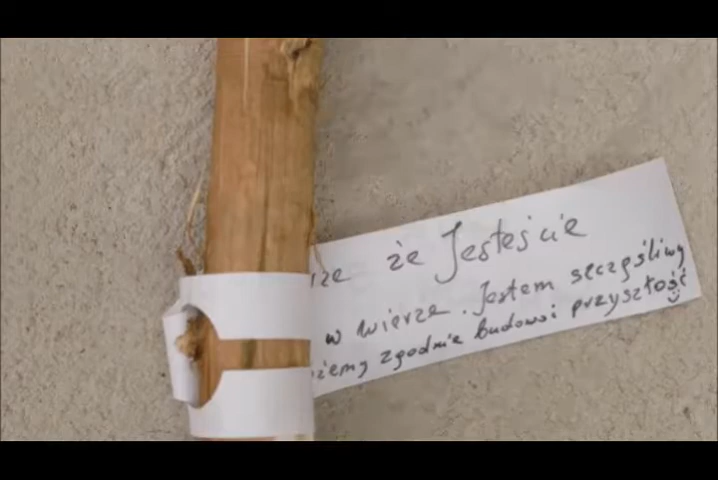 że Jesteście
w wierze. Jestem szczęśliwy
zgodnie budować przyszłość